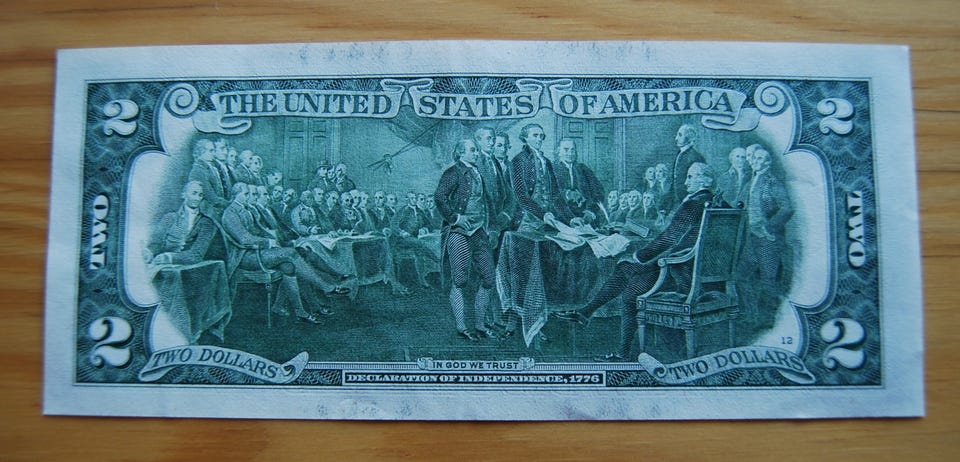 THE UNITED STATES OF AMERICA
2
2
TWO
TWO
12
2
2
TWO DOLLARS
TWO DOLLARS
IN GOD WE TRUST
DECLARATION OF INDEPENDENCE, 1776